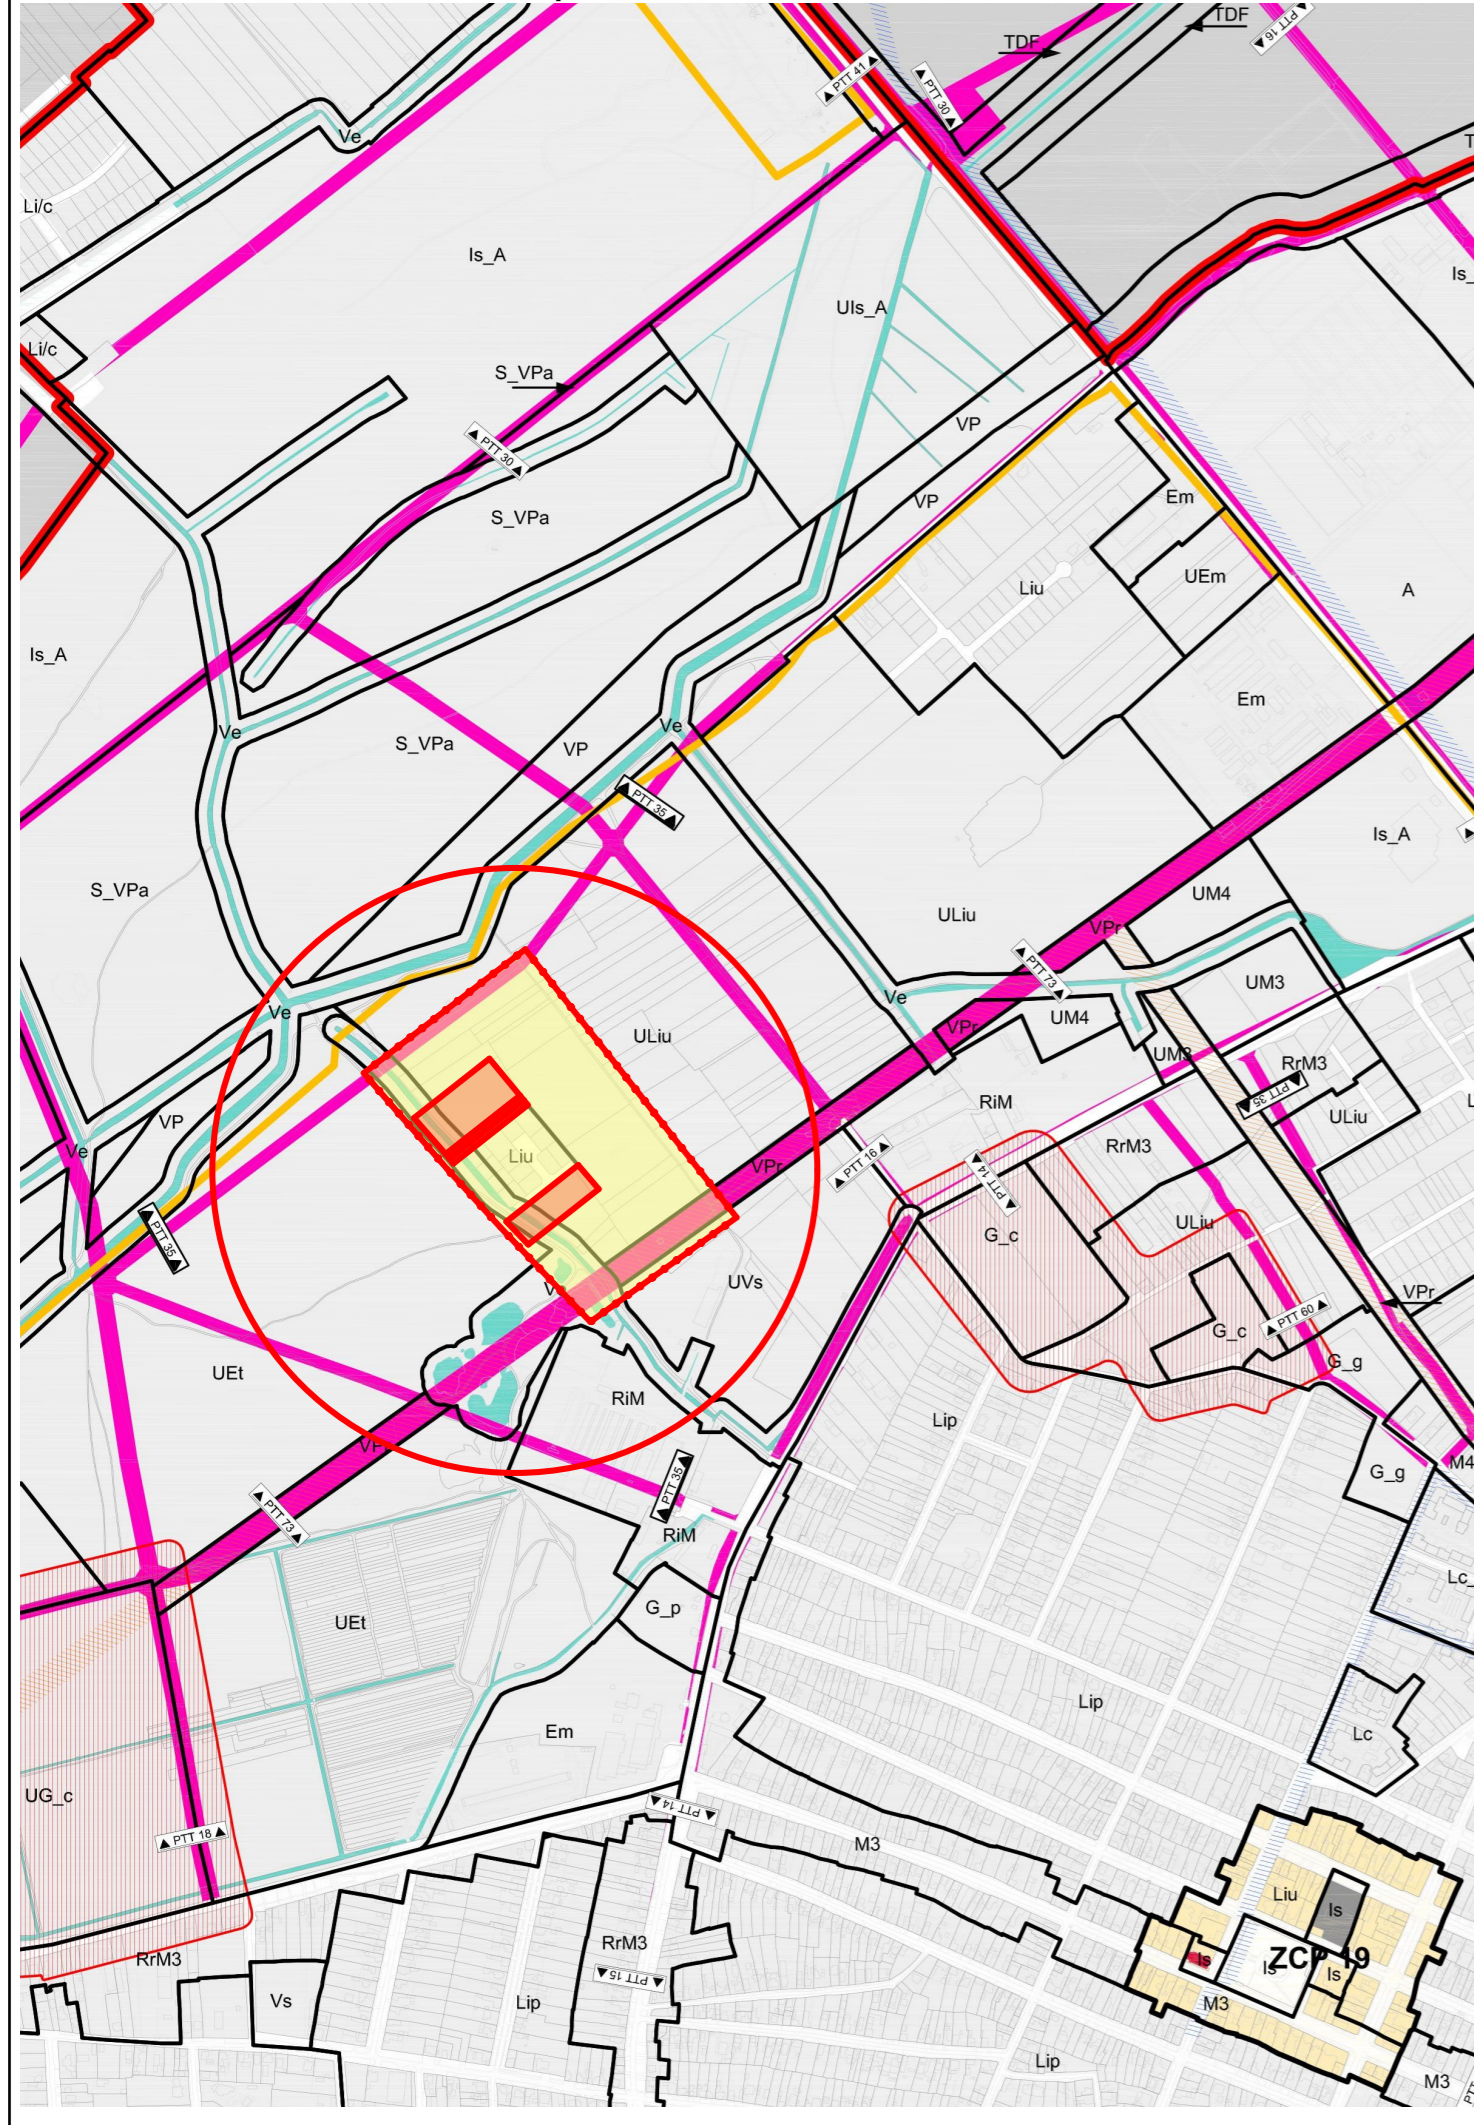 TDF
TDF
◀ PTT 16 ▶
◀ PTT 41 ▶
◀ PTT 30 ▶
Ve
Li/c
Is_A
Is_
UIs_A
Li/c
S_VPa
VP
◀ PTT 30 ▶
VP
Em
S_VPa
UEm
Liu
A
Is_A
Em
Ve
S_VPa
VP
Ve
◀ PTT 35 ▶
Is_A
S_VPa
UM4
ULiu
VPr
◀ PTT 73 ▶
UM3
Ve
Ve
UM4
VPr
ULiu
UM3
RrM3
◀ PTT 35 ▶
RiM
VP
ULiu
Ve
RrM3
Liu
VPr
◀ PTT 16 ▶
◀ PTT 14 ▶
◀ PTT 35 ▶
ULiu
G_c
UVs
VPr
◀ PTT 60 ▶
G_c
G_g
UEt
RiM
Lip
VP
M4
G_g
◀ PTT 35 ▶
◀ PTT 73 ▶
RiM
Lc_
G_p
UEt
Lip
Em
Lc
UG_c
◀ PTT 14 ▶
◀ PTT 18 ▶
M3
Liu
Is
RrM3
RrM3
Is
Is
ZCP 19
Is
◀ PTT 15 ▶
Vs
Lip
M3
Lip
M3